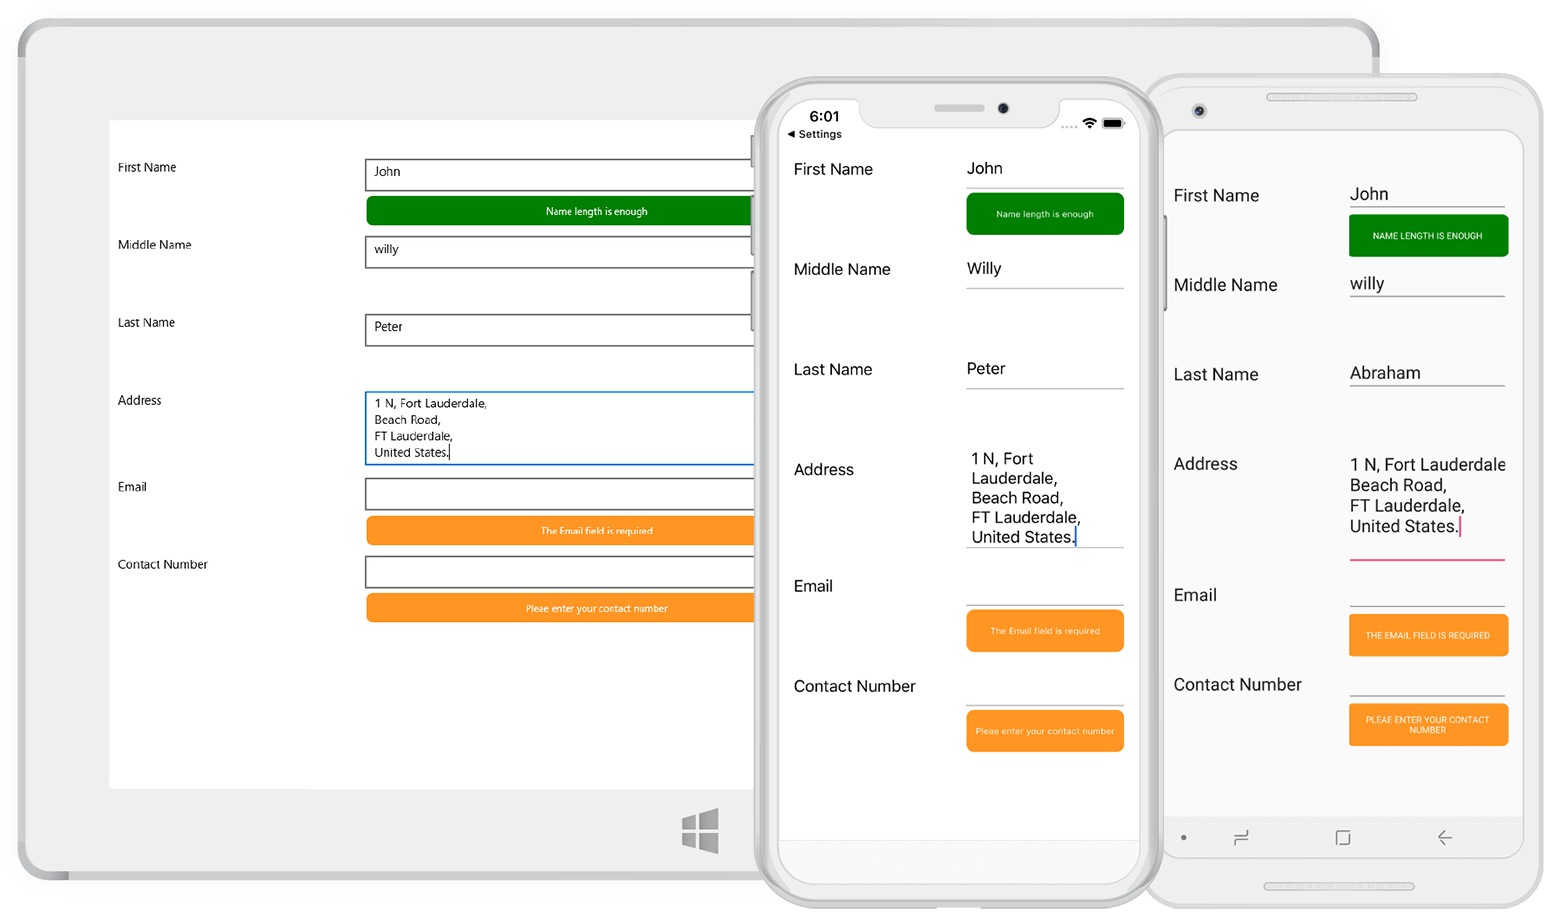 First Name
John
Name length is enough
Middle Name
willy
Last Name
Peter
Address
1 N, Fort Lauderdale,
Beach Road,
FT Lauderdale,
United States.
Email
The Email field is required
Contact Number
Pleae enter your contact number
6:01
Settings
First Name
John
Name length is enough
Middle Name
Willy
Last Name
Peter
Address
1 N, Fort
Lauderdale,
Beach Road,
FT Lauderdale,
United States.
Email
The Email field is required
Contact Number
Pleae enter your contact number
First Name
John
NAME LENGTH IS ENOUGH
Middle Name
willy
Last Name
Abraham
Address
1 N, Fort Lauderdale
Beach Road,
FT Lauderdale,
United States.
Email
THE EMAIL FIELD IS REQUIRED
Contact Number
PLEAE ENTER YOUR CONTACT
NUMBER